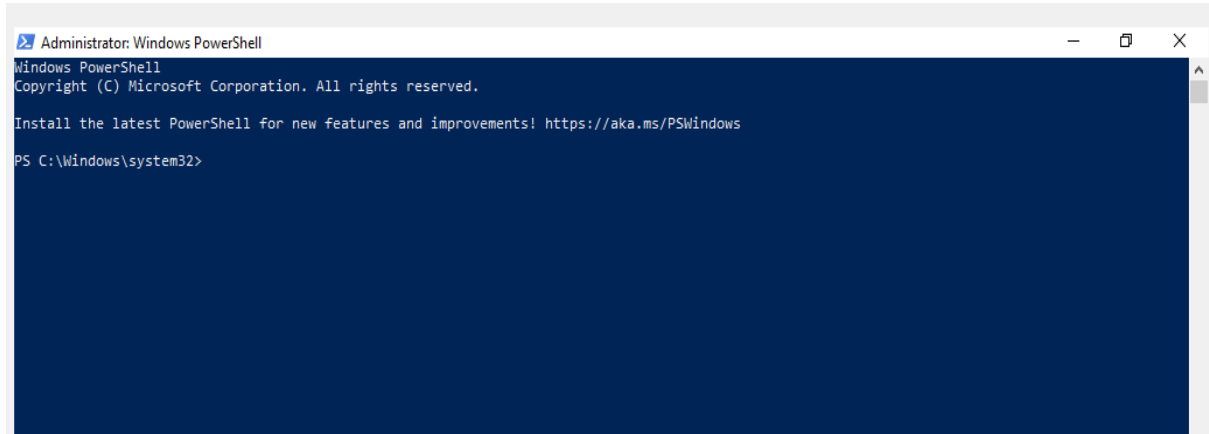 Administrator: Windows PowerShell
Windows PowerShell
Copyright (C) Microsoft Corporation. All rights reserved.
Install the latest PowerShell for new features and improvements! https://aka.ms/PSWindows
PS C:\Windows\system32>